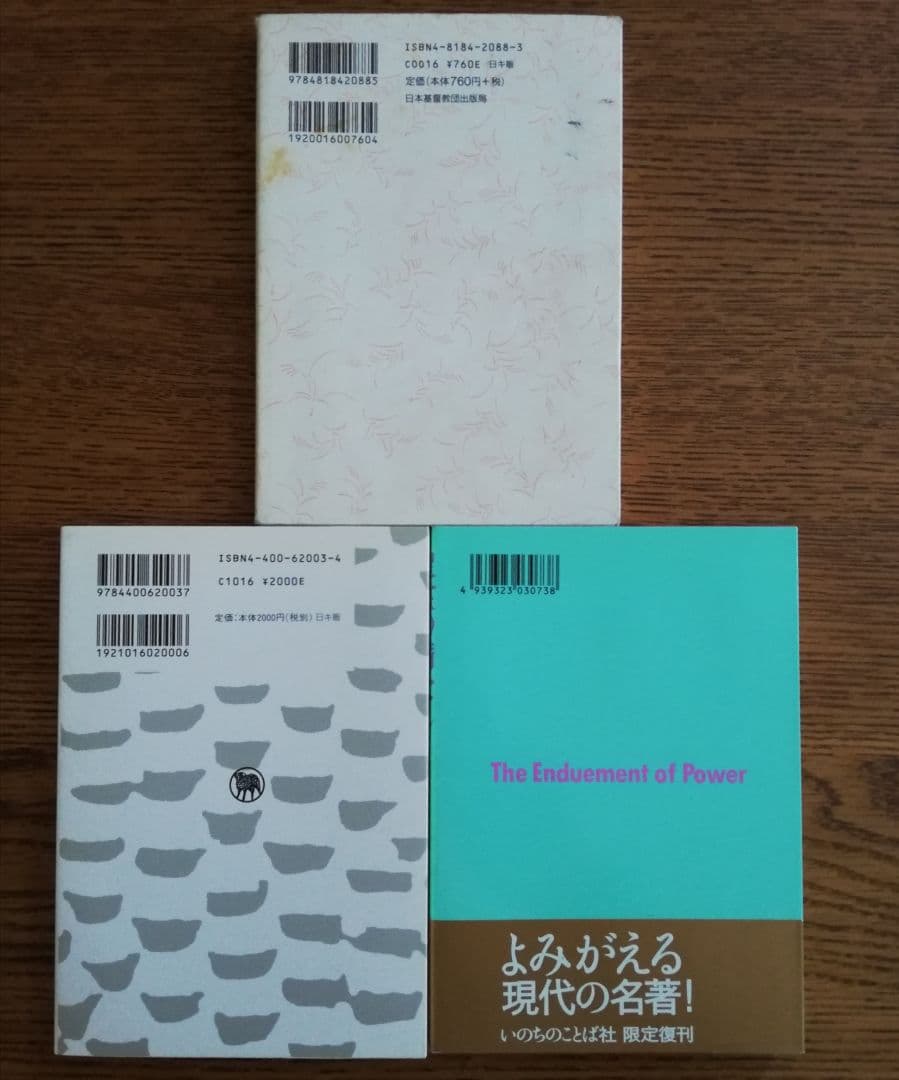 ISBN4-8184-2088-3
C0016 ¥760E 日キ販
定価(本体760円+税)
日本基督教団出版局
9784818420885
1920016007604
ISBN4-400-62003-4
C1016 ¥2000E
定価:本体2000円(税別) 日キ販
9784400620037
1921016020006
4 939323 030738
The Enduement of Power
よみがえる
現代の名著!
いのちのことば社 限定復刊